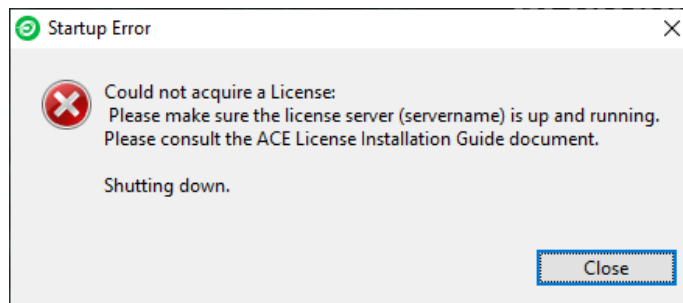 Startup Error
Could not acquire a License:
Please make sure the license server (servername) is up and running.
Please consult the ACE License Installation Guide document.
Shutting down.
Close